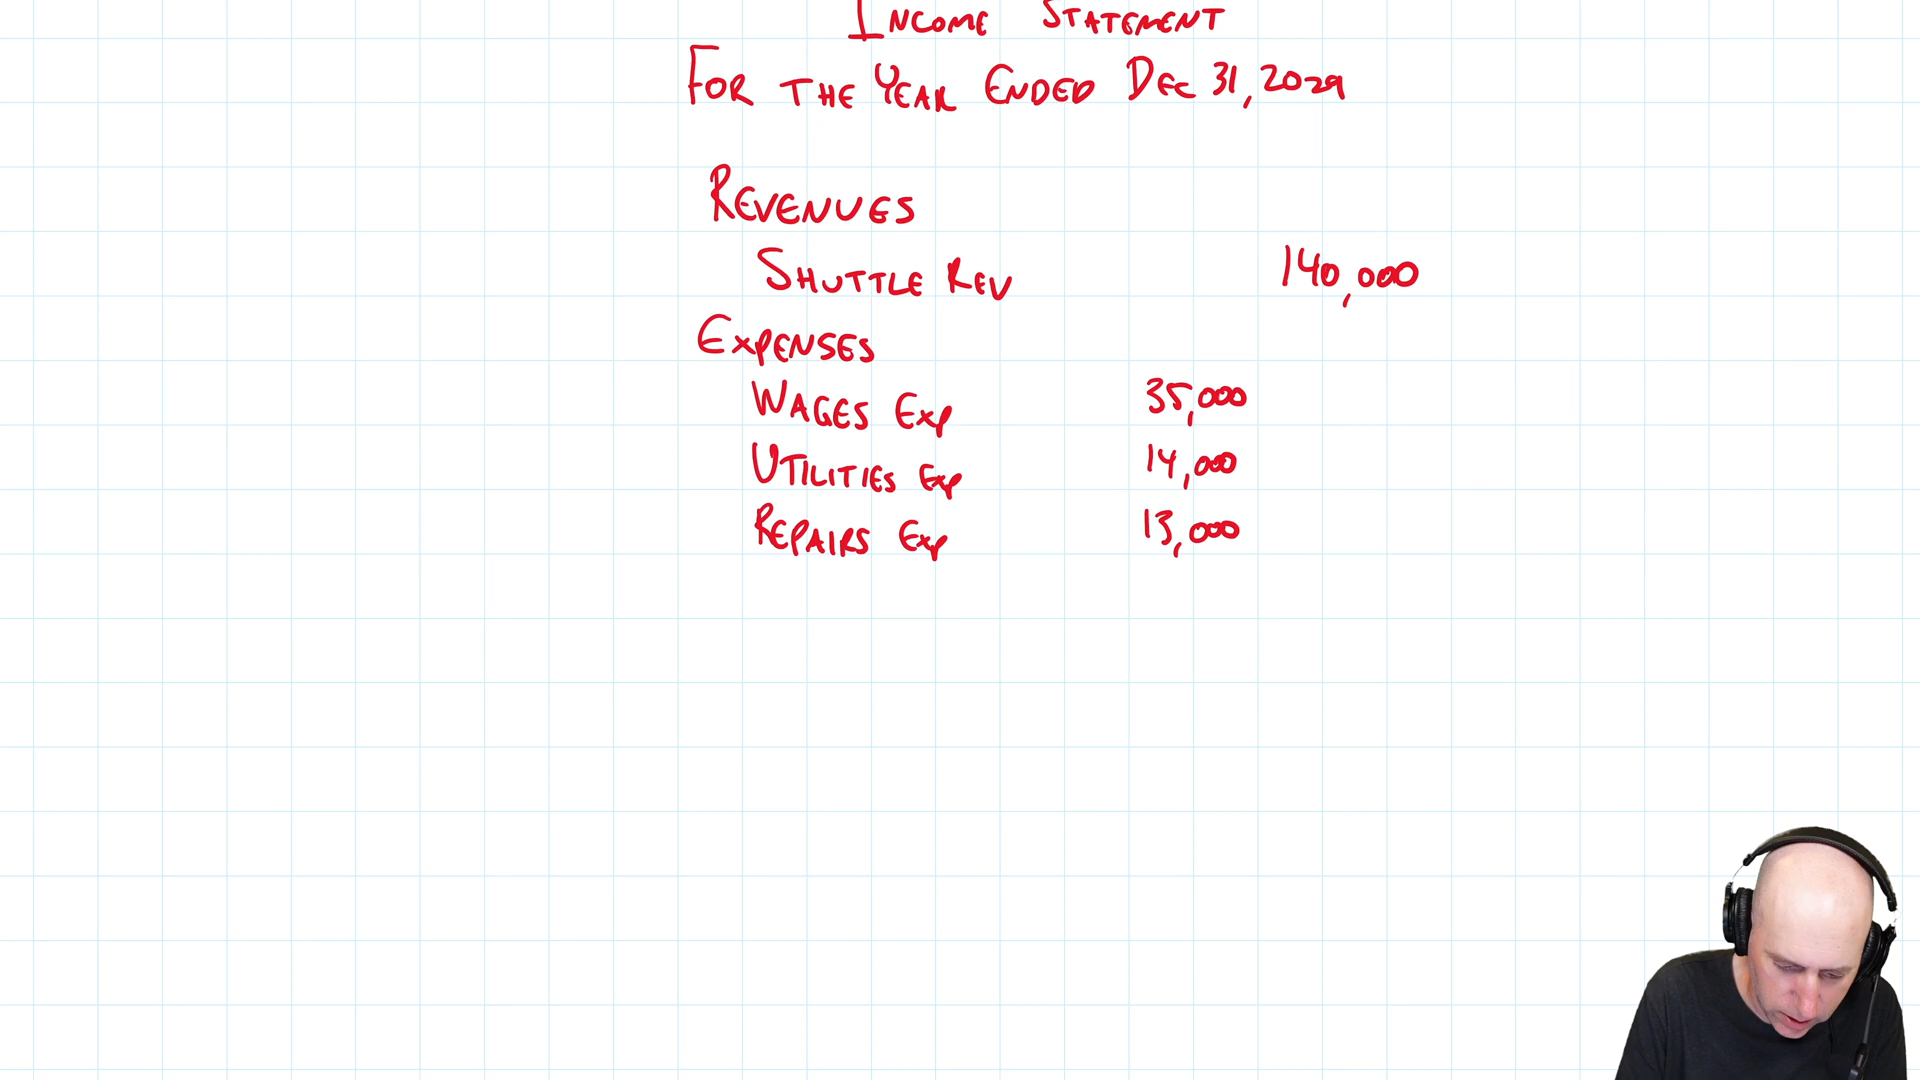 INCOME STATEMENT
FOR THE YEAR ENDED DEC 31, 2029
REVENUES
SHUTTLE REV 140,000
EXPENSES
WAGES EXP 35,000
UTILITIES EXP 14,000
REPAIRS EXP 13,000